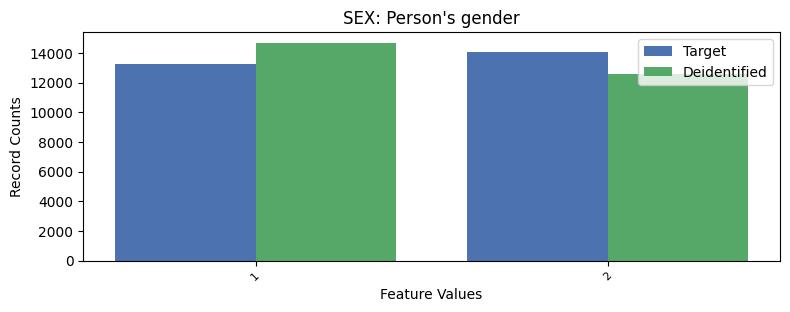 SEX: Person's gender
Target
Deidentified
Record Counts
14000
12000
10000
8000
6000
4000
2000
0
1
2
Feature Values